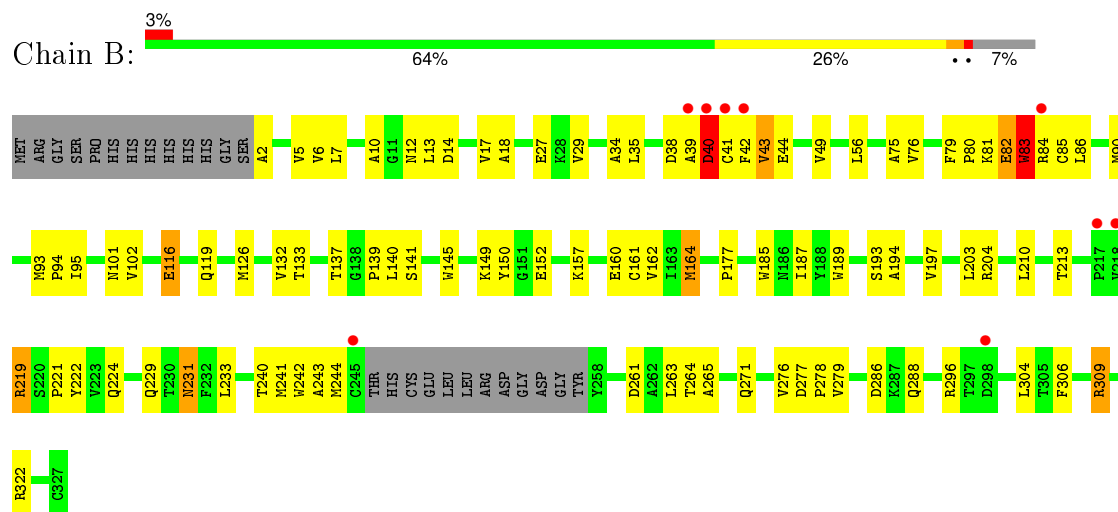 3%
Chain B:
64% 26% • • 7%
MET ARG GLY SER PRO HIS HIS HIS HIS HIS HIS GLY SER A2 V5 V6 L7 A10 G11 N12 L13 D14 V17 A18 E27 K28 V29 A34 L35 D38 A39 D40 C41 F42 V43 E44 V49 L56 A75 V76 F79 P80 K81 E82 W83 R84 C85 L86 M90
M93 P94 I95 N101 V102 E116 Q119 M126 V132 T133 T137 G138 P139 L140 S141 W145 K149 Y150 G151 E152 K157 E160 C161 V162 I163 M164 P177 W185 N186 I187 Y188 W189 S193 A194 V197 L203 R204 L210 T213 P217 V218
R219 S220 P221 Y222 V223 Q224 Q229 T230 N231 F232 L233 T240 M241 W242 A243 M244 C245 THR HIS CYS GLU LEU LEU ARG ASP ASP GLY TYR Y258 D261 A262 L263 T264 A265 Q271 V276 D277 P278 V279 D286 K287 Q288 R296 T297 D298 L304 T305 F306 R309
R322 C327